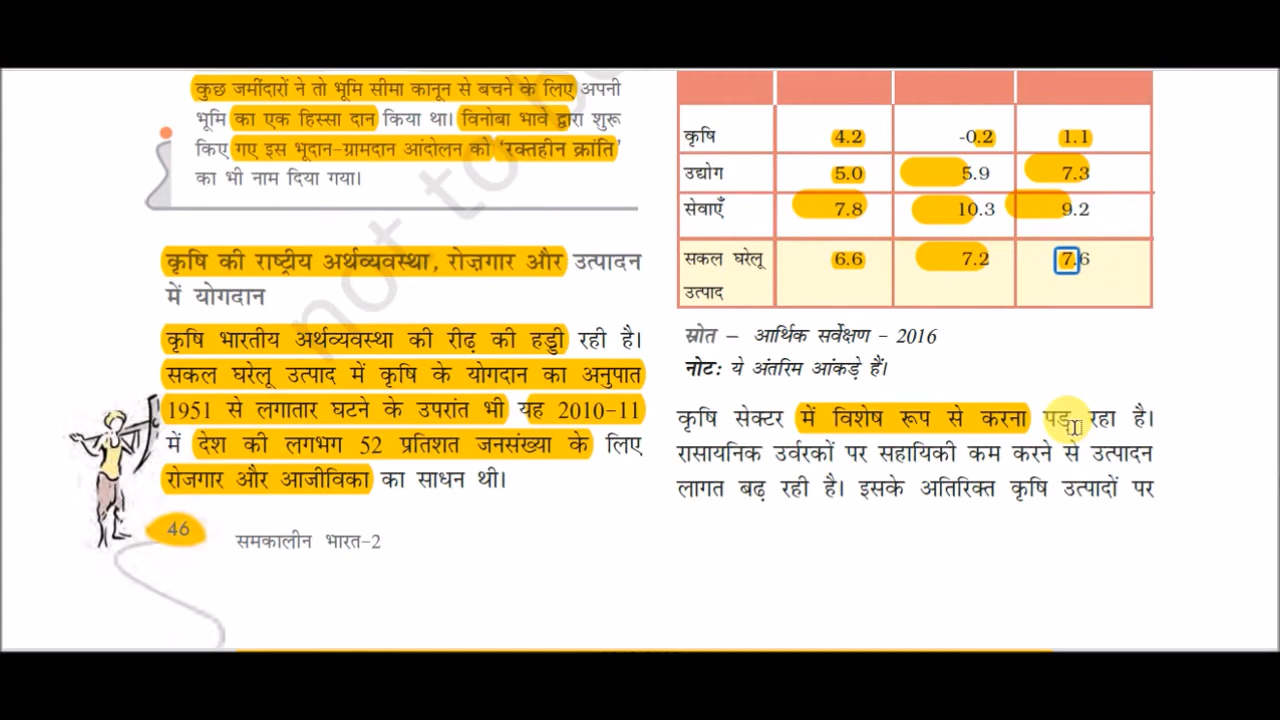 कुछ जमींदारों ने तो भूमि सीमा कानून से बचने के लिए अपनी
भूमि का एक हिस्सा दान किया था। विनोबा भावे द्वारा शुरू
किए गए इस भूदान-ग्रामदान आंदोलन को 'रक्तहीन क्रांति'
का भी नाम दिया गया।
कृषि की राष्ट्रीय अर्थव्यवस्था, रोज़गार और उत्पादन
में योगदान
कृषि भारतीय अर्थव्यवस्था की रीढ़ की हड्डी रही है।
सकल घरेलू उत्पाद में कृषि के योगदान का अनुपात
1951 से लगातार घटने के उपरांत भी यह 2010-11
में देश की लगभग 52 प्रतिशत जनसंख्या के लिए
रोजगार और आजीविका का साधन थी।
46 समकालीन भारत-2
कृषि 4.2 -0.2 1.1
उद्योग 5.0 5.9 7.3
सेवाएँ 7.8 10.3 9.2
सकल घरेलू 6.6 7.2 7.6
उत्पाद
स्रोत – आर्थिक सर्वेक्षण - 2016
नोट: ये अंतरिम आंकड़े हैं।
कृषि सेक्टर में विशेष रूप से करना पड़ रहा है।
रासायनिक उर्वरकों पर सहायिकी कम करने से उत्पादन
लागत बढ़ रही है। इसके अतिरिक्त कृषि उत्पादों पर
not to b